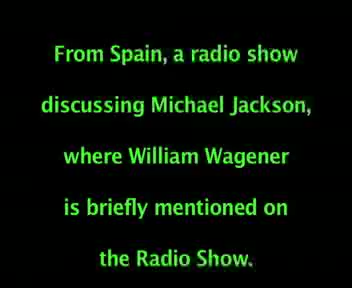 From Spain, a radio show
discussing Michael Jackson,
where William Wagener
is briefly mentioned on
the Radio Show.